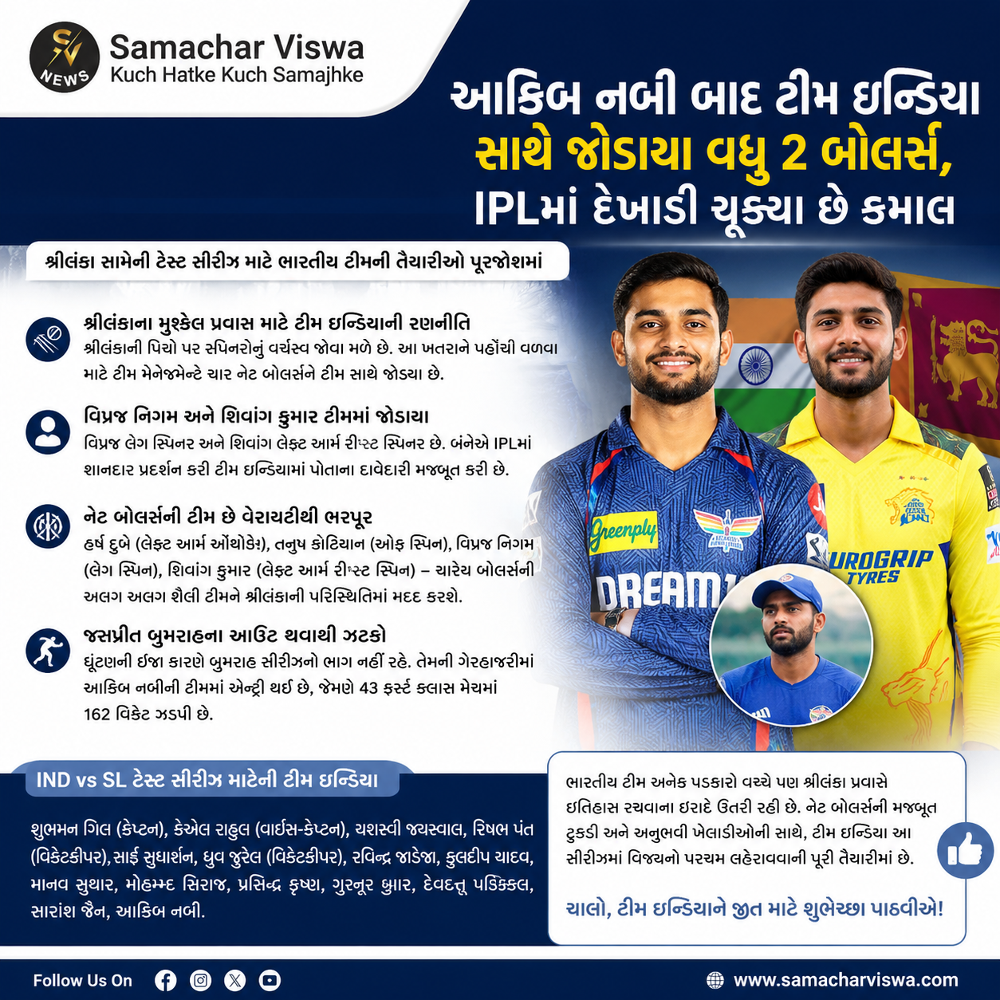 SV
NEWS
Samachar Viswa
Kuch Hatke Kuch Samajhke
આકિબ નબી બાદ ટીમ ઇન્ડિયા
સાથે જોડાયા વધુ 2 બોલર્સ,
IPLમાં દેખાડી ચૂક્યા છે કમાલ
શ્રીલંકા સામેની ટેસ્ટ સીરીઝ માટે ભારતીય ટીમની તૈયારીઓ પૂરજોશમાં
શ્રીલંકાના મુશ્કેલ પ્રવાસ માટે ટીમ ઇન્ડિયાની રણનીતિ
શ્રીલંકાની પિચો પર સ્પિનરોનું વર્ચસ્વ જોવા મળે છે. આ ખતરાને પહોંચી વળવા
માટે ટીમ મેનેજમેન્ટે ચાર નેટ બોલર્સને ટીમ સાથે જોડ્યા છે.
વિપ્રજ નિગમ અને શિવાંગ કુમાર ટીમમાં જોડાયા
વિપ્રજ લેગ સ્પિનર અને શિવાંગ લેફ્ટ આર્મ સ્પિનર છે. બંનેએ IPLમાં
શાનદાર પ્રદર્શન કરી ટીમ ઇન્ડિયામાં પોતાના દાવેદારી મજબૂત કરી છે.
નેટ બોલર્સની ટીમ છે વેરાયટીથી ભરપૂર
હર્ષ દુબે (લેફ્ટ આર્મ), તનુષ કોટિયાન (ઓફ સ્પિન), વિપ્રજ નિગમ
(લેગ સ્પિન), શિવાંગ કુમાર (લેફ્ટ આર્મ સ્પિન) – ચારેય બોલર્સની
અલગ અલગ શૈલી ટીમને શ્રીલંકાની પરિસ્થિતિમાં મદદ કરશે.
જસપ્રીત બુમરાહના આઉટ થવાથી ઝટકો
ઘૂંટણની ઈજા કારણે બુમરાહ સીરીઝનો ભાગ નહીં રહે. તેમની ગેરહાજરીમાં
આકિબ નબીની ટીમમાં એન્ટ્રી થઈ છે, જેમણે 43 ફર્સ્ટ ક્લાસ મેચમાં
162 વિકેટ ઝડપી છે.
Greenply
DREAM
EUROGRIP
TYRES
IND vs SL ટેસ્ટ સીરીઝ માટેની ટીમ ઇન્ડિયા
શુભમન ગિલ (કેપ્ટન), કેએલ રાહુલ (વાઈસ-કેપ્ટન), યશસ્વી જયસ્વાલ, રિષભ પંત
(વિકેટકીપર), સાઈ સુધાર્શન, ધ્રુવ જુરેલ (વિકેટકીપર), રવિન્દ્ર જાડેજા, કુલદીપ યાદવ,
માનવ સુથાર, મોહમ્મદ સિરાજ, પ્રસિદ્ધ કૃષ્ણ, ગુરનૂર, દેવદત્ત પડિક્કલ,
સારાંશ જૈન, આકિબ નબી.
ભારતીય ટીમ અનેક પડકારો વચ્ચે પણ શ્રીલંકા પ્રવાસે
ઇતિહાસ રચવાના ઇરાદે ઉતરી રહી છે. નેટ બોલર્સની મજબૂત
ટુકડી અને અનુભવી ખેલાડીઓની સાથે, ટીમ ઇન્ડિયા આ
સીરીઝમાં વિજયનો પરચમ લહેરાવવાની પૂરી તૈયારીમાં છે.
ચાલો, ટીમ ઇન્ડિયાને જીત માટે શુભેચ્છા પાઠવીએ!
Follow Us On
www.samacharviswa.com